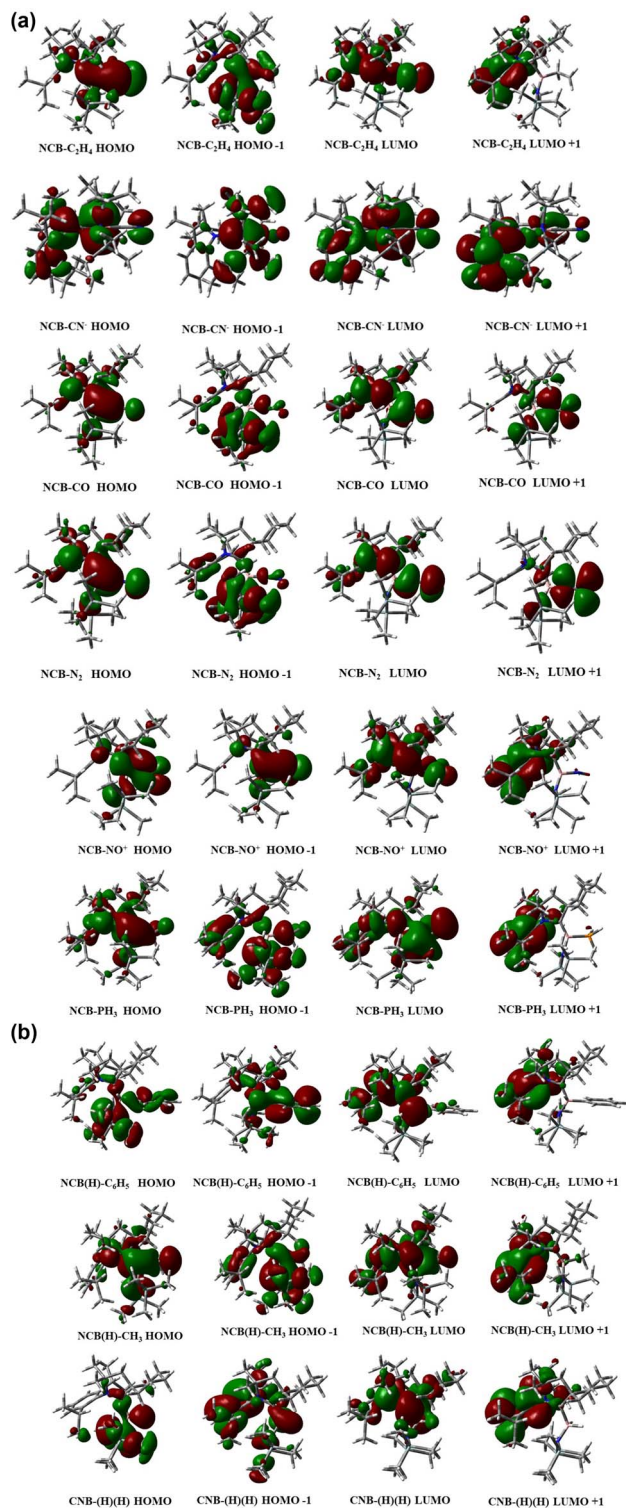 (a)
NCB-C₂H₄ HOMO NCB-C₂H₄ HOMO -1 NCB-C₂H₄ LUMO NCB-C₂H₄ LUMO +1
NCB-CN⁻ HOMO NCB-CN⁻ HOMO -1 NCB-CN⁻ LUMO NCB-CN⁻ LUMO +1
NCB-CO HOMO NCB-CO HOMO -1 NCB-CO LUMO NCB-CO LUMO +1
NCB-N₂ HOMO NCB-N₂ HOMO -1 NCB-N₂ LUMO NCB-N₂ LUMO +1
NCB-NO⁺ HOMO NCB-NO⁺ HOMO -1 NCB-NO⁺ LUMO NCB-NO⁺ LUMO +1
NCB-PH₃ HOMO NCB-PH₃ HOMO -1 NCB-PH₃ LUMO NCB-PH₃ LUMO +1
(b)
NCB(H)-C₆H₅ HOMO NCB(H)-C₆H₅ HOMO -1 NCB(H)-C₆H₅ LUMO NCB(H)-C₆H₅ LUMO +1
NCB(H)-CH₃ HOMO NCB(H)-CH₃ HOMO -1 NCB(H)-CH₃ LUMO NCB(H)-CH₃ LUMO +1
CNB-(H)(H) HOMO CNB-(H)(H) HOMO -1 CNB-(H)(H) LUMO CNB-(H)(H) LUMO +1